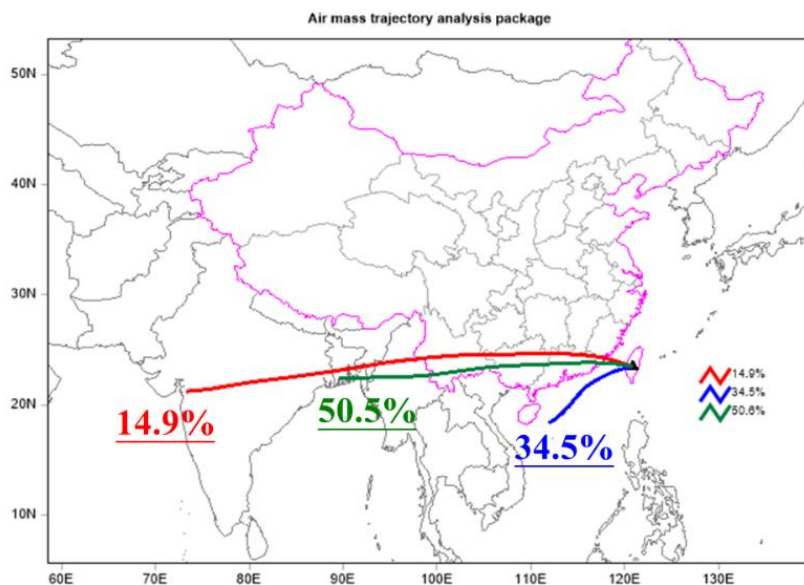 Air mass trajectory analysis package
50N
40N
30N
20N
10N
14.9%
50.5%
34.5%
14.9%
34.5%
50.6%
60E
70E
80E
90E
100E
110E
120E
130E